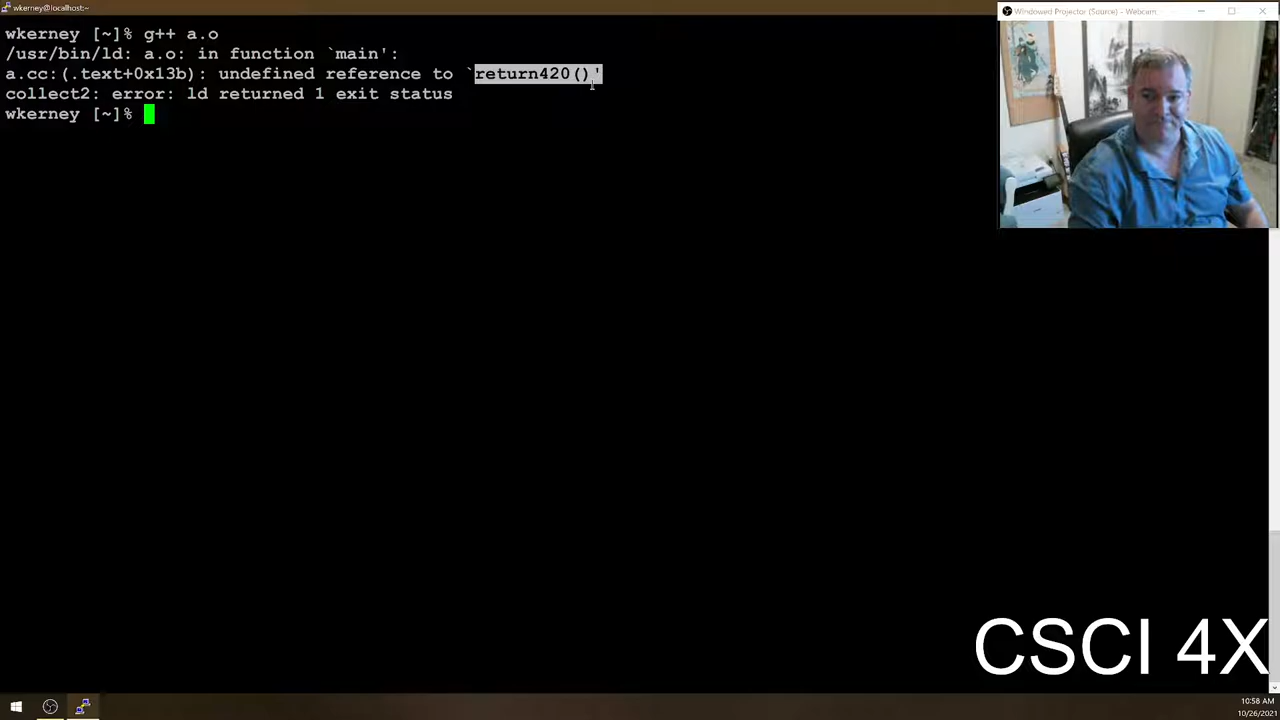 wkerney@localhost:~
Windowed Projector (Source) - Webcam
wkerney [~]% g++ a.o
/usr/bin/ld: a.o: in function `main':
a.cc:(.text+0x13b): undefined reference to `return420()'
collect2: error: ld returned 1 exit status
wkerney [~]%
CSCI 4X
10:58 AM
10/26/2021